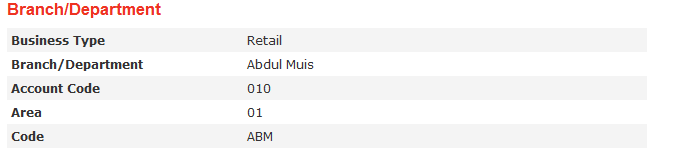 Branch/Department
Business Type Retail
Branch/Department Abdul Muis
Account Code 010
Area 01
Code ABM